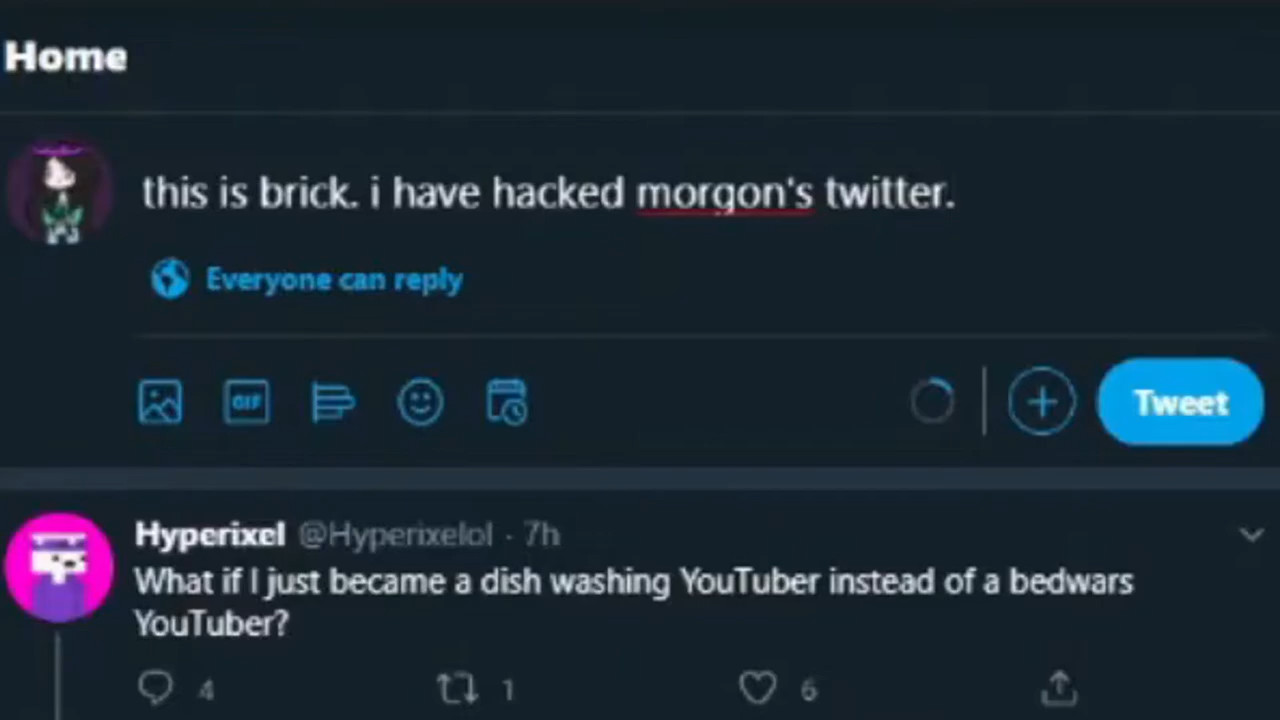 Home
this is brick. i have hacked morgon's twitter.
Everyone can reply
GIF
Tweet
Hyperixel @Hyperixelol · 7h
What if I just became a dish washing YouTuber instead of a bedwars
YouTuber?
4 1 6